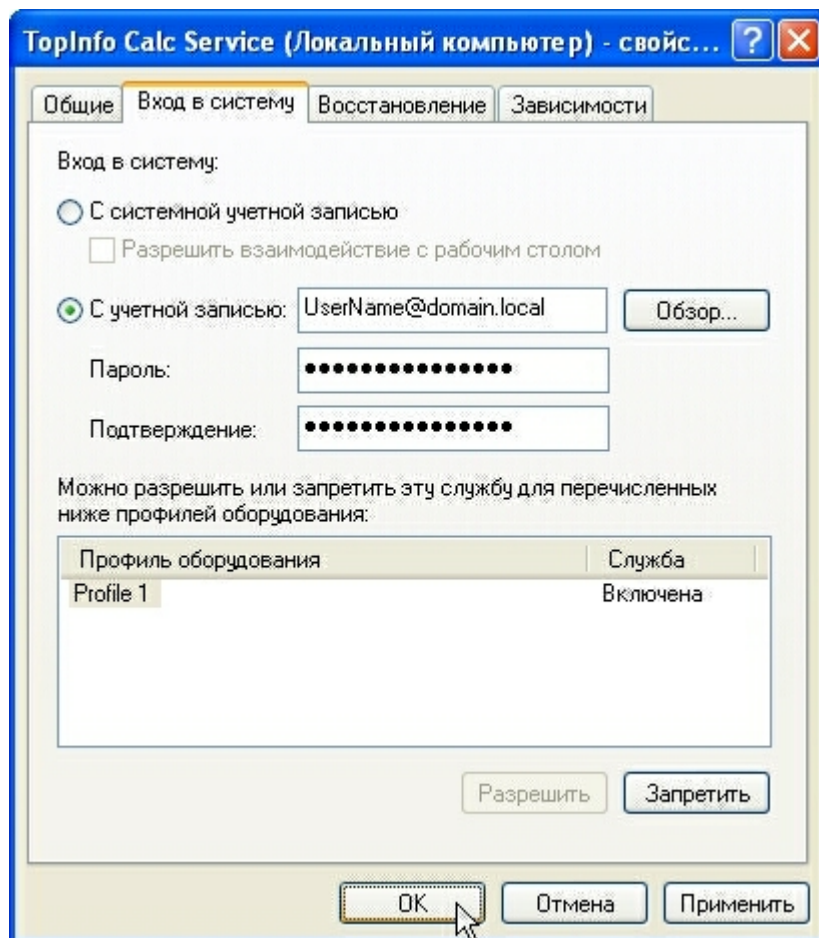 TopInfo Calc Service (Локальный компьютер) - свойс...
Общие Вход в систему Восстановление Зависимости
Вход в систему:
С системной учетной записью
Разрешить взаимодействие с рабочим столом
С учетной записью: UserName@domain.local Обзор...
Пароль: ●●●●●●●●●●●●●●●
Подтверждение: ●●●●●●●●●●●●●●●
Можно разрешить или запретить эту службу для перечисленных
ниже профилей оборудования:
Профиль оборудования Служба
Profile 1 Включена
Разрешить Запретить
OK Отмена Применить